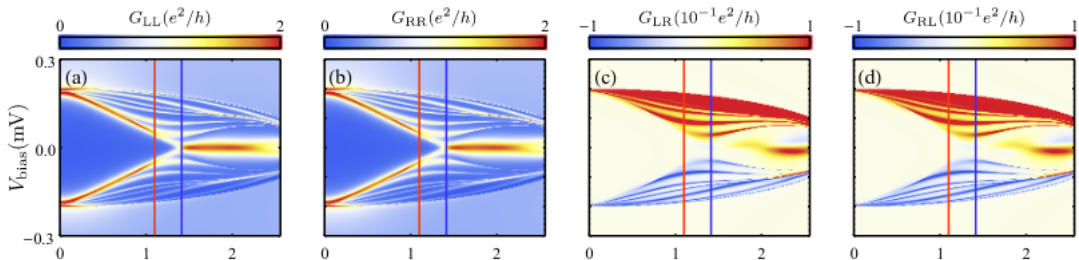 G_LL(e²/h) G_RR(e²/h) G_LR(10⁻¹e²/h) G_RL(10⁻¹e²/h)
0 2 0 2 −1 1 −1 1
0.3 (a) (b) (c) (d)
V_bias(mV) 0.0
−0.3
0 1 2 0 1 2 0 1 2 0 1 2